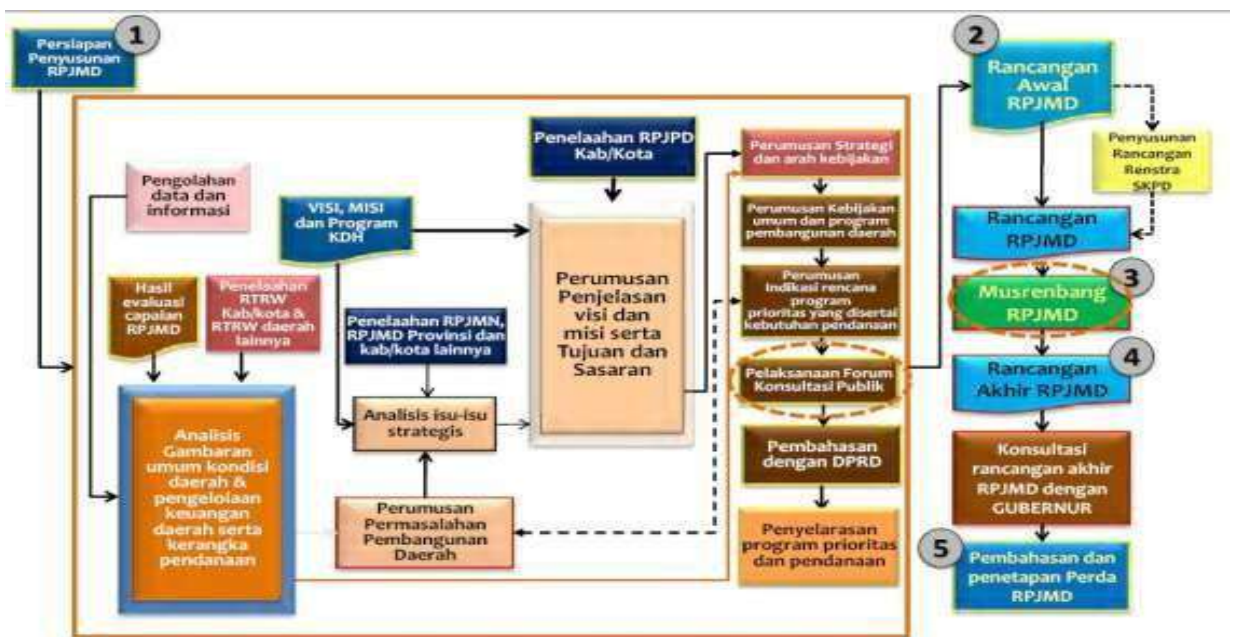 1
Persiapan
Penyusunan
RPJMD
Pengolahan
data dan
informasi
Hasil
evaluasi
capaian
RPJMD
Penelaahan
RTRW
Kab/kota &
RTRW daerah
lainnya
Analisis
Gambaran
umum kondisi
daerah &
pengelolaan
keuangan
daerah serta
kerangka
pendanaan
VISI, MISI
dan Program
KDH
Penelaahan RPJMN,
RPJMD Provinsi dan
kab/kota lainnya
Analisis isu-isu
strategis
Perumusan
Permasalahan
Pembangunan
Daerah
Penelaahan RPJPD
Kab/Kota
Perumusan
Penjelasan
visi dan
misi serta
Tujuan dan
Sasaran
Perumusan Strategi
dan arah kebijakan
Perumusan Kebijakan
umum dan program
pembangunan daerah
Perumusan
Indikasi rencana
program
prioritas yang disertai
kebutuhan pendanaan
Pelaksanaan Forum
Konsultasi Publik
Pembahasan
dengan DPRD
Penyelarasan
program prioritas
dan pendanaan
2
Rancangan
Awal
RPJMD
Penyusunan
Rancangan
Renstra
SKPD
Rancangan
RPJMD
3
Musrenbang
RPJMD
4
Rancangan
Akhir RPJMD
Konsultasi
rancangan akhir
RPJMD dengan
GUBERNUR
5
Pembahasan dan
penetapan Perda
RPJMD